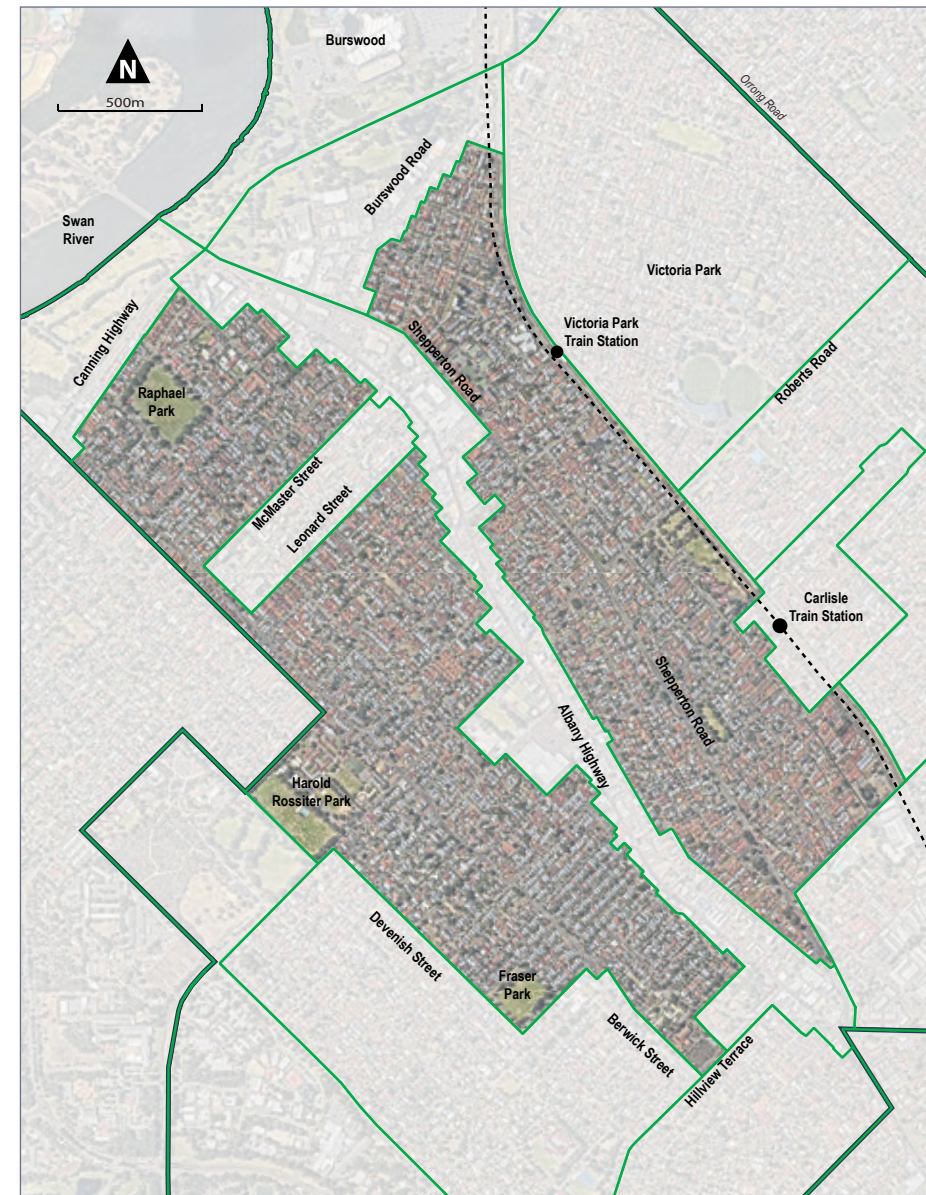 Burswood
N
500m
Orrong Road
Burswood Road
Swan
River
Victoria Park
Canning Highway
Victoria Park
Train Station
Shepperton Road
Roberts Road
Raphael
Park
McMaster Street
Leonard Street
Carlisle
Train Station
Shepperton Road
Albany Highway
Harold
Rossiter Park
Devenish Street
Fraser
Park
Berwick Street
Hillview Terrace